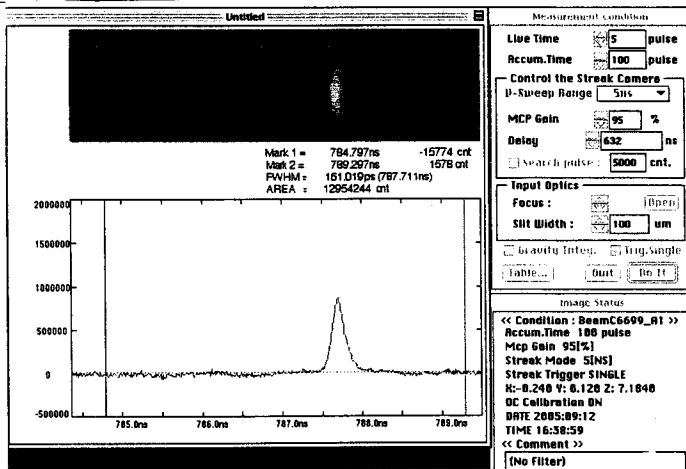 Untitled
Mark 1 = 784.797ns -15774 cnt
Mark 2 = 789.297ns 1578 cnt
FWHM = 161.019ps (787.711ns)
AREA = 12954244 cnt
2000000
1500000
1000000
500000
0
-500000
785.0ns 786.0ns 787.0ns 788.0ns 789.0ns
Measurement Condition
Live Time 5 pulse
Accum.Time 100 pulse
Control the Streak Camera
V-Sweep Range 5ns
MCP Gain 95 %
Delay 632 ns
Search pulse : 5000 cnt.
Input Optics
Focus : Open
Slit Width : 100 um
Gravity Integ. Trig.Single
Table... Quit Do It
Image Status
<< Condition : BeamC6699_A1 >>
Accum.Time 100 pulse
Mcp Gain 95[%]
Streak Mode 5[NS]
Streak Trigger SINGLE
X:-0.240 Y: 0.120 Z: 7.1840
DC Calibration ON
DATE 2005:09:12
TIME 16:38:59
<< Comment >>
(No Filter)